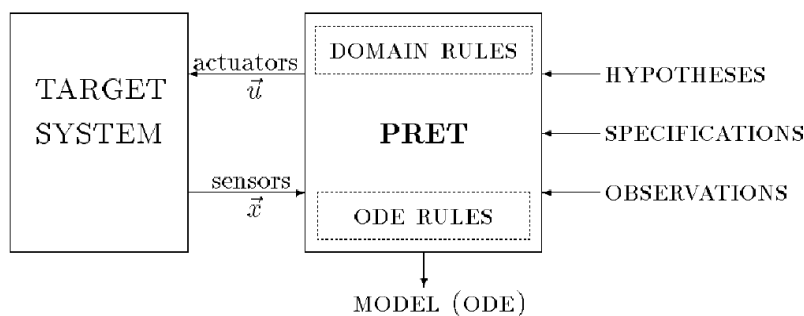 TARGET
SYSTEM
actuators
u⃗
sensors
x⃗
DOMAIN RULES
PRET
ODE RULES
HYPOTHESES
SPECIFICATIONS
OBSERVATIONS
MODEL (ODE)